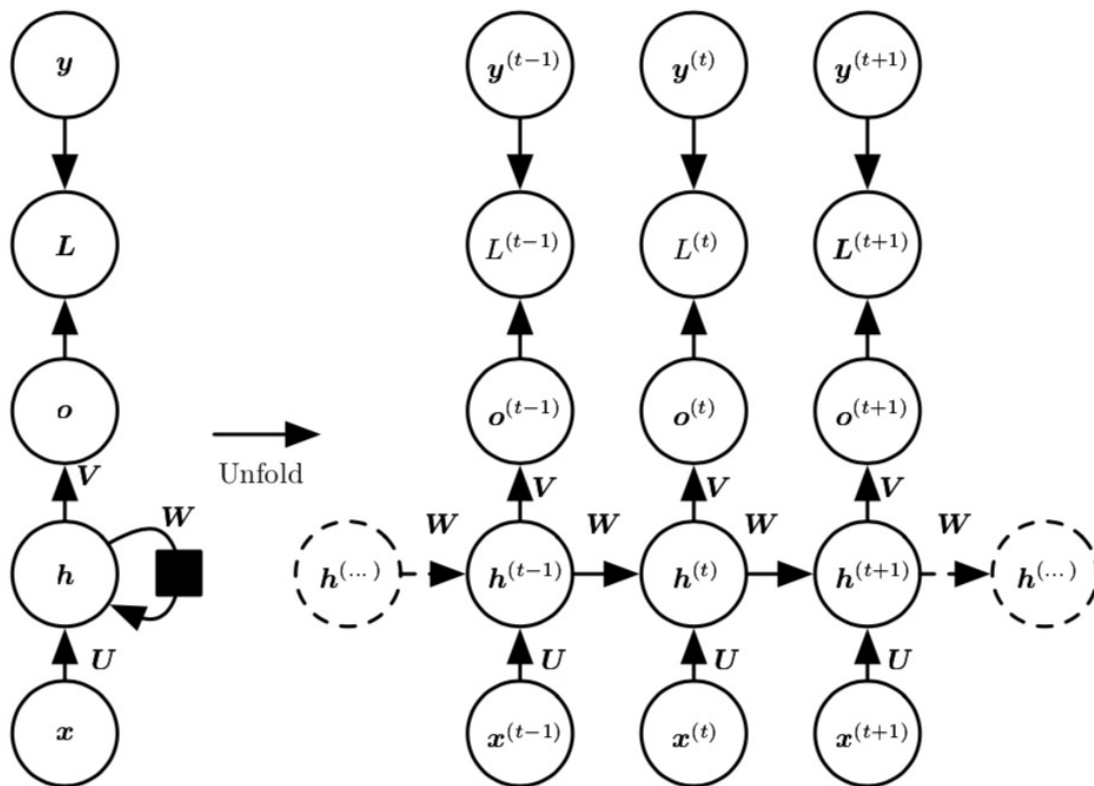 y y^(t−1) y^(t) y^(t+1)
L L^(t−1) L^(t) L^(t+1)
o o^(t−1) o^(t) o^(t+1)
Unfold
V V V V
W W W W W
h h^(...) h^(t−1) h^(t) h^(t+1) h^(...)
U U U U
x x^(t−1) x^(t) x^(t+1)